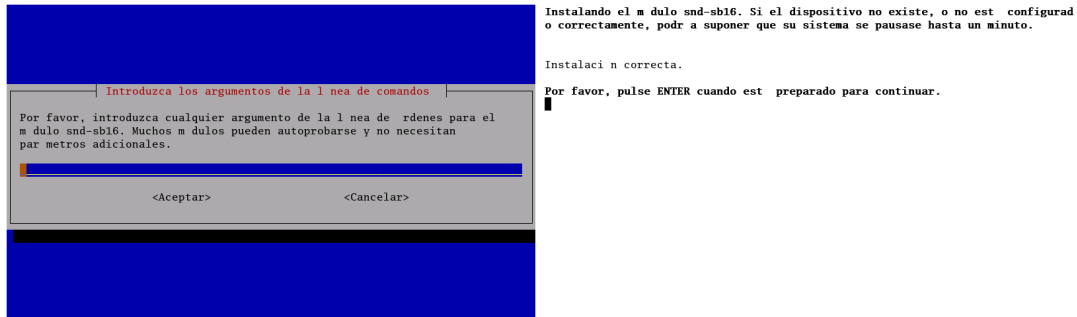 Introduzca los argumentos de la l nea de comandos
Por favor, introduzca cualquier argumento de la l nea de  rdenes para el
m dulo snd-sb16. Muchos m dulos pueden autoprobarse y no necesitan
par metros adicionales.
<Aceptar> <Cancelar>
Instalando el m dulo snd-sb16. Si el dispositivo no existe, o no est  configurad
o correctamente, podr a suponer que su sistema se pausase hasta un minuto.
Instalaci n correcta.
Por favor, pulse ENTER cuando est  preparado para continuar.